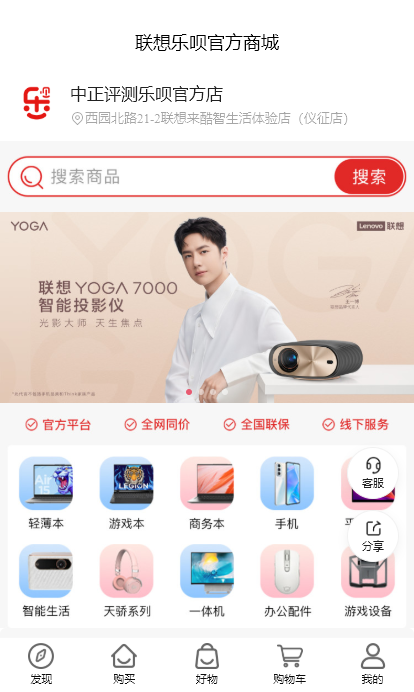 联想乐呗官方商城
中正评测乐呗官方店
西园北路21-2联想来酷智生活体验店（仪征店）
搜索商品
搜索
YOGA
Lenovo 联想
联想 YOGA 7000
智能投影仪
光影大师 天生焦点
官方平台
全网同价
全国联保
线下服务
客服
轻薄本
游戏本
商务本
手机
分享
智能生活
天骄系列
一体机
办公配件
游戏设备
发现
购买
好物
购物车
我的